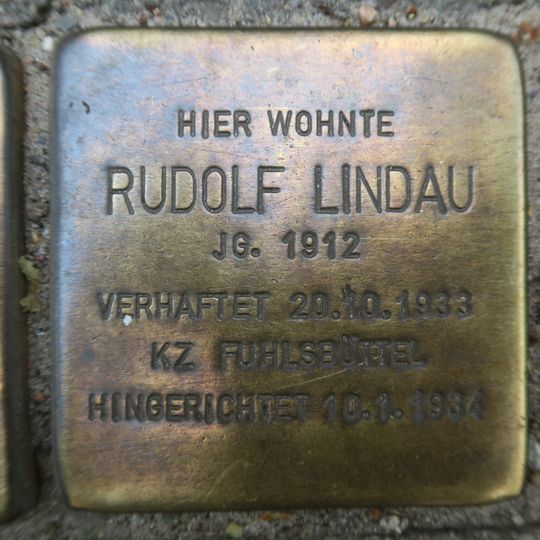 HIER WOHNTE
RUDOLF LINDAU
JG. 1912
VERHAFTET 20.10.1933
KZ FUHLSBÜTTEL
HINGERICHTET 10.1.1934